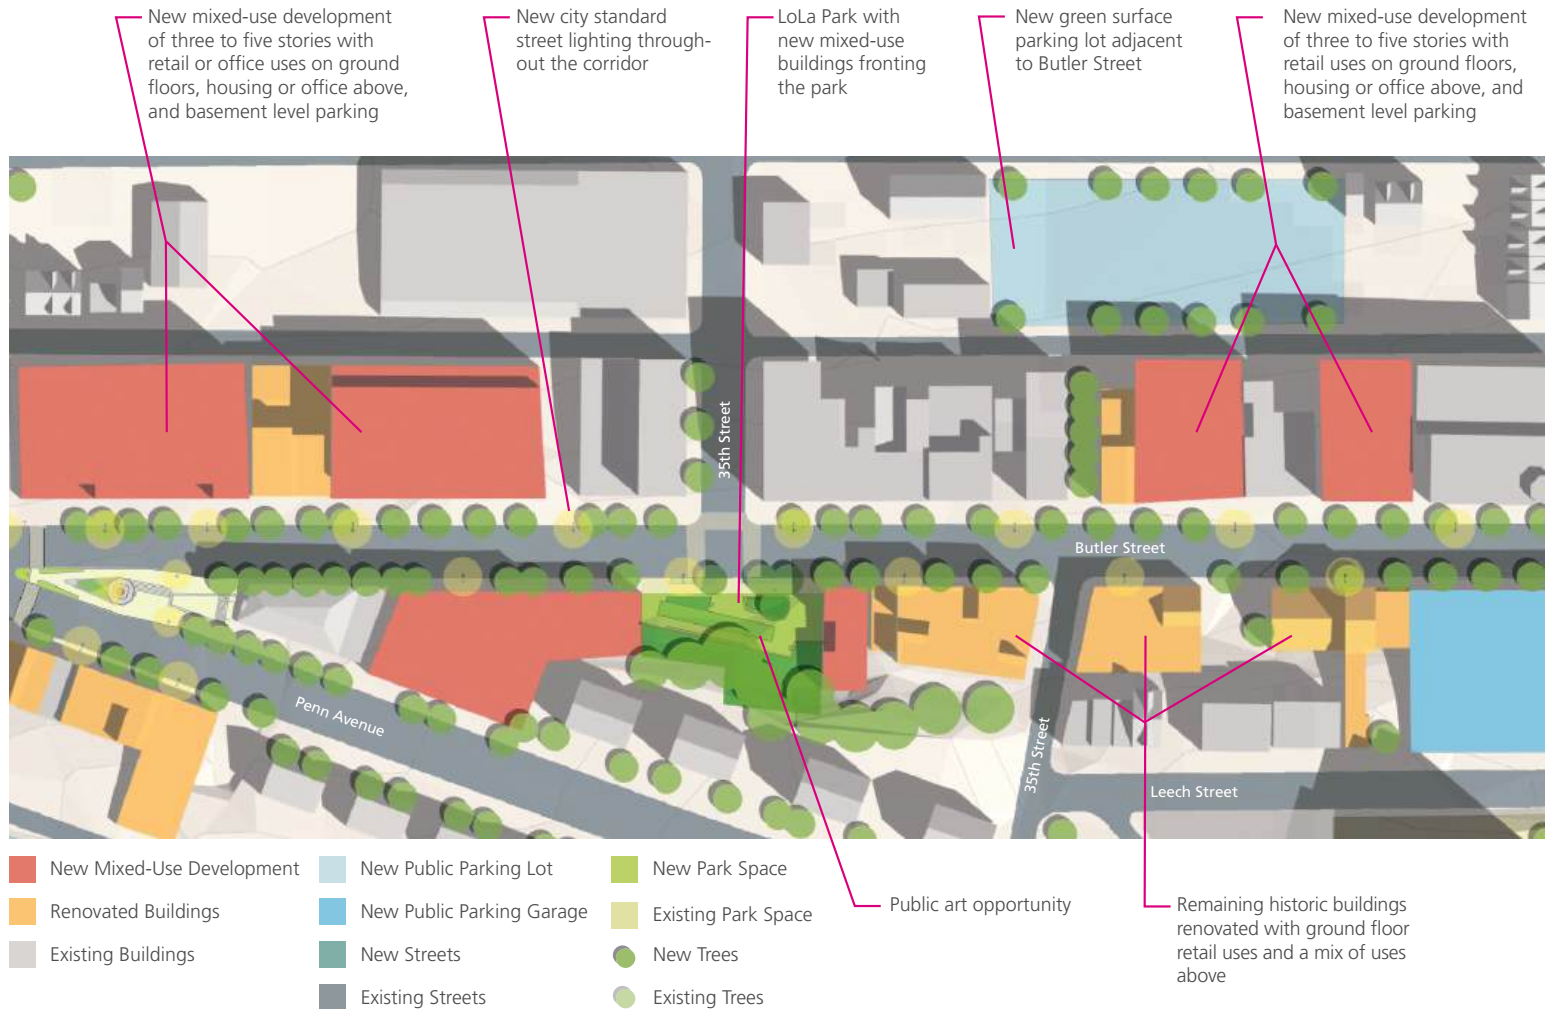 New mixed-use development
of three to five stories with
retail or office uses on ground
floors, housing or office above,
and basement level parking
New city standard
street lighting through-
out the corridor
LoLa Park with
new mixed-use
buildings fronting
the park
New green surface
parking lot adjacent
to Butler Street
New mixed-use development
of three to five stories with
retail uses on ground floors,
housing or office above, and
basement level parking
35th Street
Butler Street
Penn Avenue
35th Street
Leech Street
New Mixed-Use Development
Renovated Buildings
Existing Buildings
New Public Parking Lot
New Public Parking Garage
New Streets
Existing Streets
New Park Space
Existing Park Space
New Trees
Existing Trees
Public art opportunity
Remaining historic buildings
renovated with ground floor
retail uses and a mix of uses
above